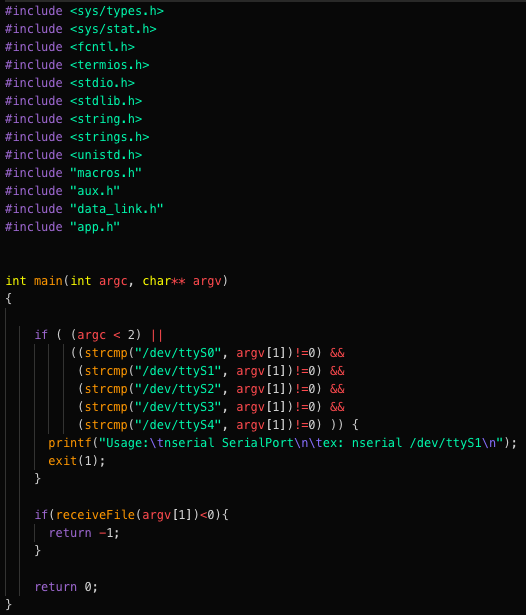 #include <sys/types.h>
#include <sys/stat.h>
#include <fcntl.h>
#include <termios.h>
#include <stdio.h>
#include <stdlib.h>
#include <string.h>
#include <strings.h>
#include <unistd.h>
#include "macros.h"
#include "aux.h"
#include "data_link.h"
#include "app.h"

int main(int argc, char** argv)
{

    if ( (argc < 2) ||
         ((strcmp("/dev/ttyS0", argv[1])!=0) &&
          (strcmp("/dev/ttyS1", argv[1])!=0) &&
          (strcmp("/dev/ttyS2", argv[1])!=0) &&
          (strcmp("/dev/ttyS3", argv[1])!=0) &&
          (strcmp("/dev/ttyS4", argv[1])!=0) )) {
      printf("Usage:\tnserial SerialPort\n\tex: nserial /dev/ttyS1\n");
      exit(1);
    }

    if(receiveFile(argv[1])<0){
      return -1;
    }

    return 0;
}